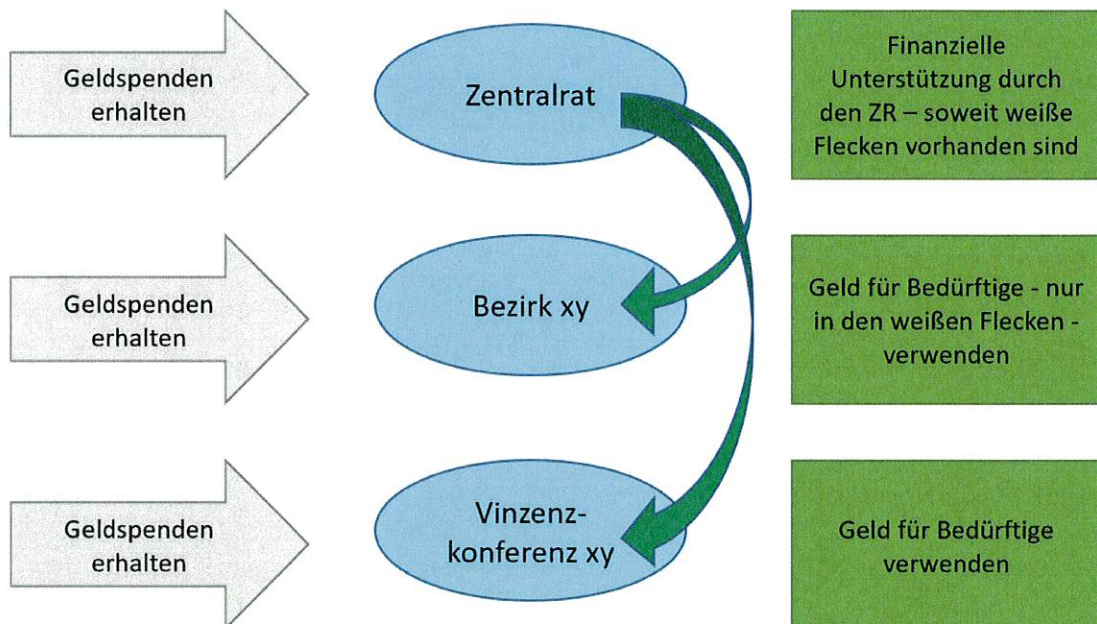 Geldspenden
erhalten
Zentralrat
Finanzielle
Unterstützung durch
den ZR – soweit weiße
Flecken vorhanden sind
Geldspenden
erhalten
Bezirk xy
Geld für Bedürftige - nur
in den weißen Flecken -
verwenden
Geldspenden
erhalten
Vinzenz-
konferenz xy
Geld für Bedürftige
verwenden